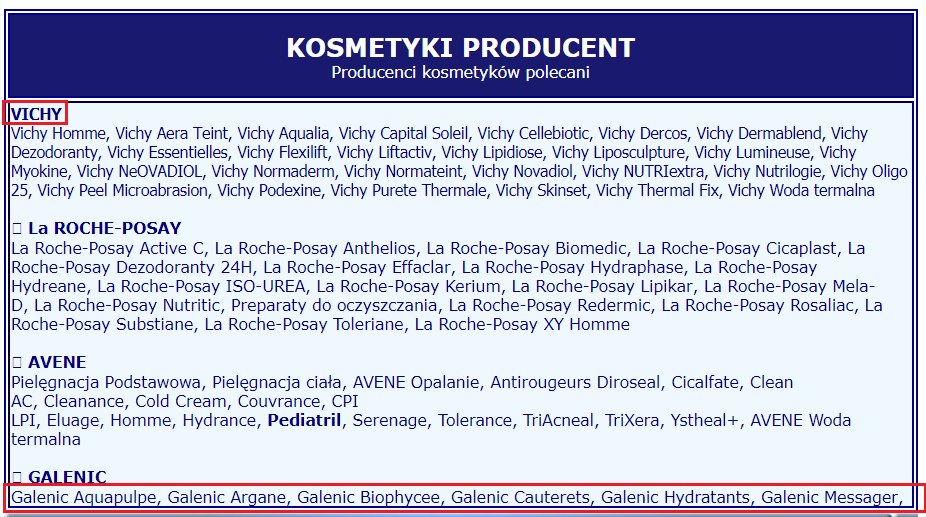 KOSMETYKI PRODUCENT
Producenci kosmetyków polecani
VICHY
Vichy Homme, Vichy Aera Teint, Vichy Aqualia, Vichy Capital Soleil, Vichy Cellebiotic, Vichy Dercos, Vichy Dermablend, Vichy
Dezodoranty, Vichy Essentielles, Vichy Flexilift, Vichy Liftactiv, Vichy Lipidiose, Vichy Liposculpture, Vichy Lumineuse, Vichy
Myokine, Vichy NeOVADIOL, Vichy Normaderm, Vichy Normateint, Vichy Novadiol, Vichy NUTRIextra, Vichy Nutrilogie, Vichy Oligo
25, Vichy Peel Microabrasion, Vichy Podexine, Vichy Purete Thermale, Vichy Skinset, Vichy Thermal Fix, Vichy Woda termalna
La ROCHE-POSAY
La Roche-Posay Active C, La Roche-Posay Anthelios, La Roche-Posay Biomedic, La Roche-Posay Cicaplast, La
Roche-Posay Dezodoranty 24H, La Roche-Posay Effaclar, La Roche-Posay Hydraphase, La Roche-Posay
Hydreane, La Roche-Posay ISO-UREA, La Roche-Posay Kerium, La Roche-Posay Lipikar, La Roche-Posay Mela-
D, La Roche-Posay Nutritic, Preparaty do oczyszczania, La Roche-Posay Redermic, La Roche-Posay Rosaliac, La
Roche-Posay Substiane, La Roche-Posay Toleriane, La Roche-Posay XY Homme
AVENE
Pielęgnacja Podstawowa, Pielęgnacja ciała, AVENE Opalanie, Antirougeurs Diroseal, Cicalfate, Clean
AC, Cleanance, Cold Cream, Couvrance, CPI
LPI, Eluage, Homme, Hydrance, Pediatril, Serenage, Tolerance, TriAcneal, TriXera, Ystheal+, AVENE Woda
termalna
GALENIC
Galenic Aquapulpe, Galenic Argane, Galenic Biophycee, Galenic Cauterets, Galenic Hydratants, Galenic Messager,